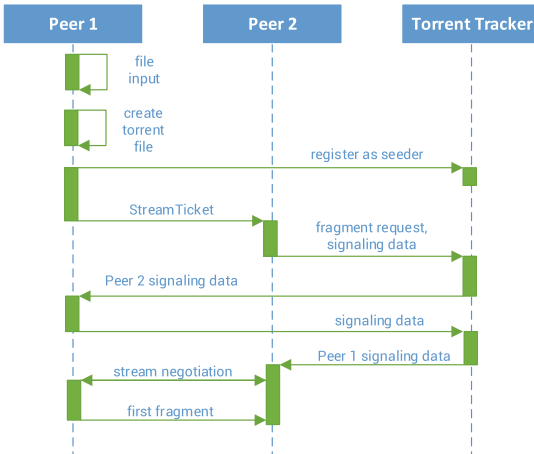 Peer 1
Peer 2
Torrent Tracker
file
input
create
torrent
file
register as seeder
StreamTicket
fragment request,
signaling data
Peer 2 signaling data
signaling data
Peer 1 signaling data
stream negotiation
first fragment